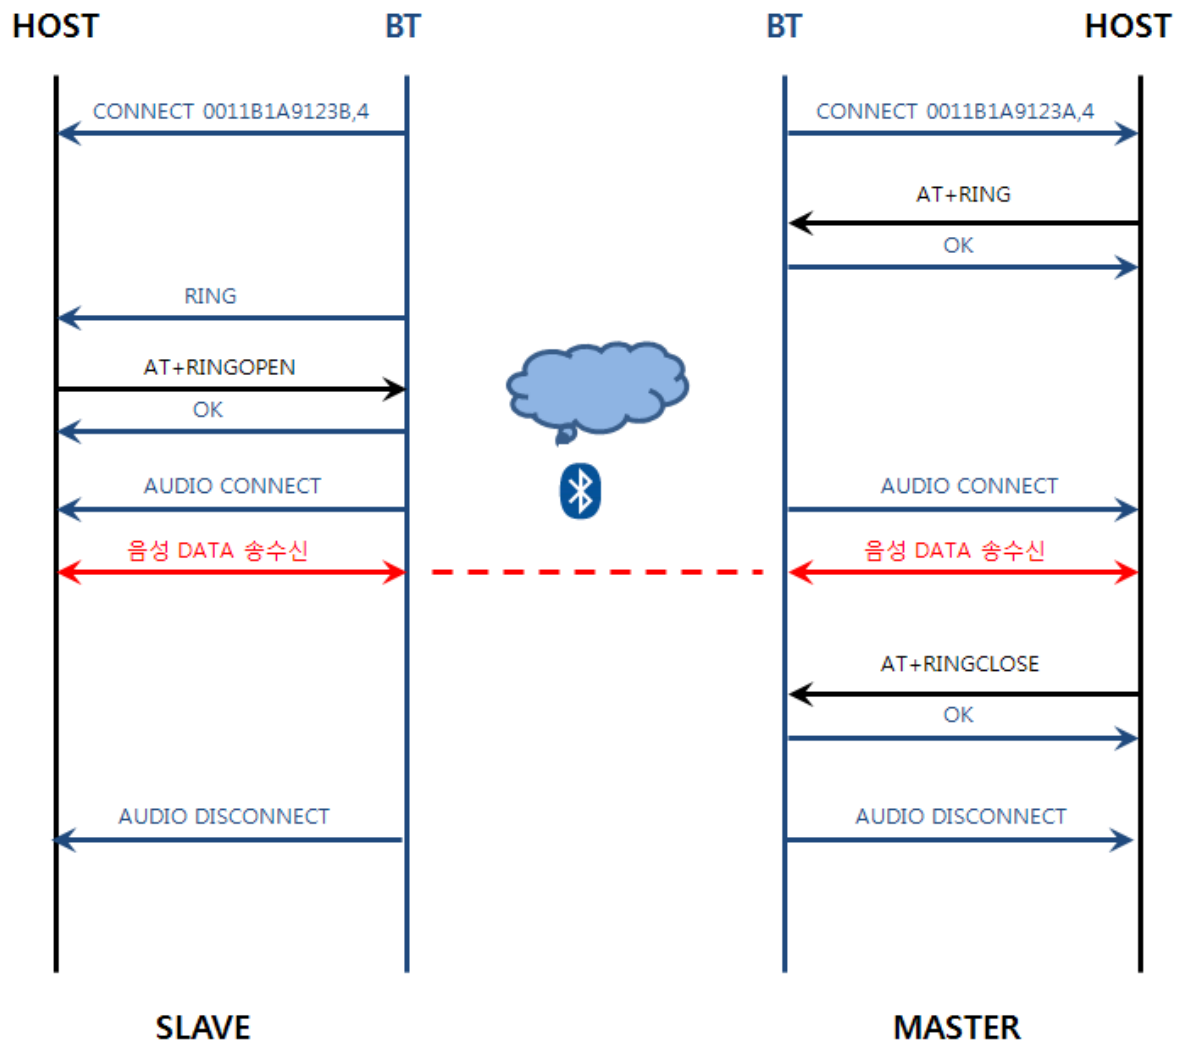 HOST BT BT HOST
CONNECT 0011B1A9123B,4 CONNECT 0011B1A9123A,4
AT+RING
OK
RING
AT+RINGOPEN
OK
AUDIO CONNECT AUDIO CONNECT
음성 DATA 송수신 음성 DATA 송수신
AT+RINGCLOSE
OK
AUDIO DISCONNECT AUDIO DISCONNECT
SLAVE MASTER